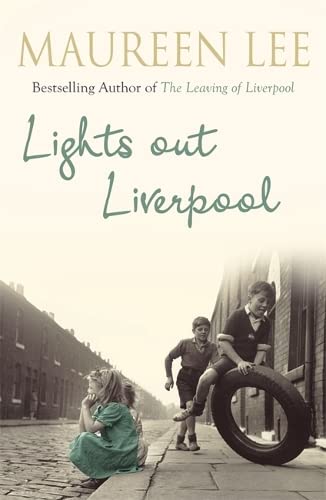 MAUREEN LEE
Bestselling Author of The Leaving of Liverpool
Lights out
Liverpool